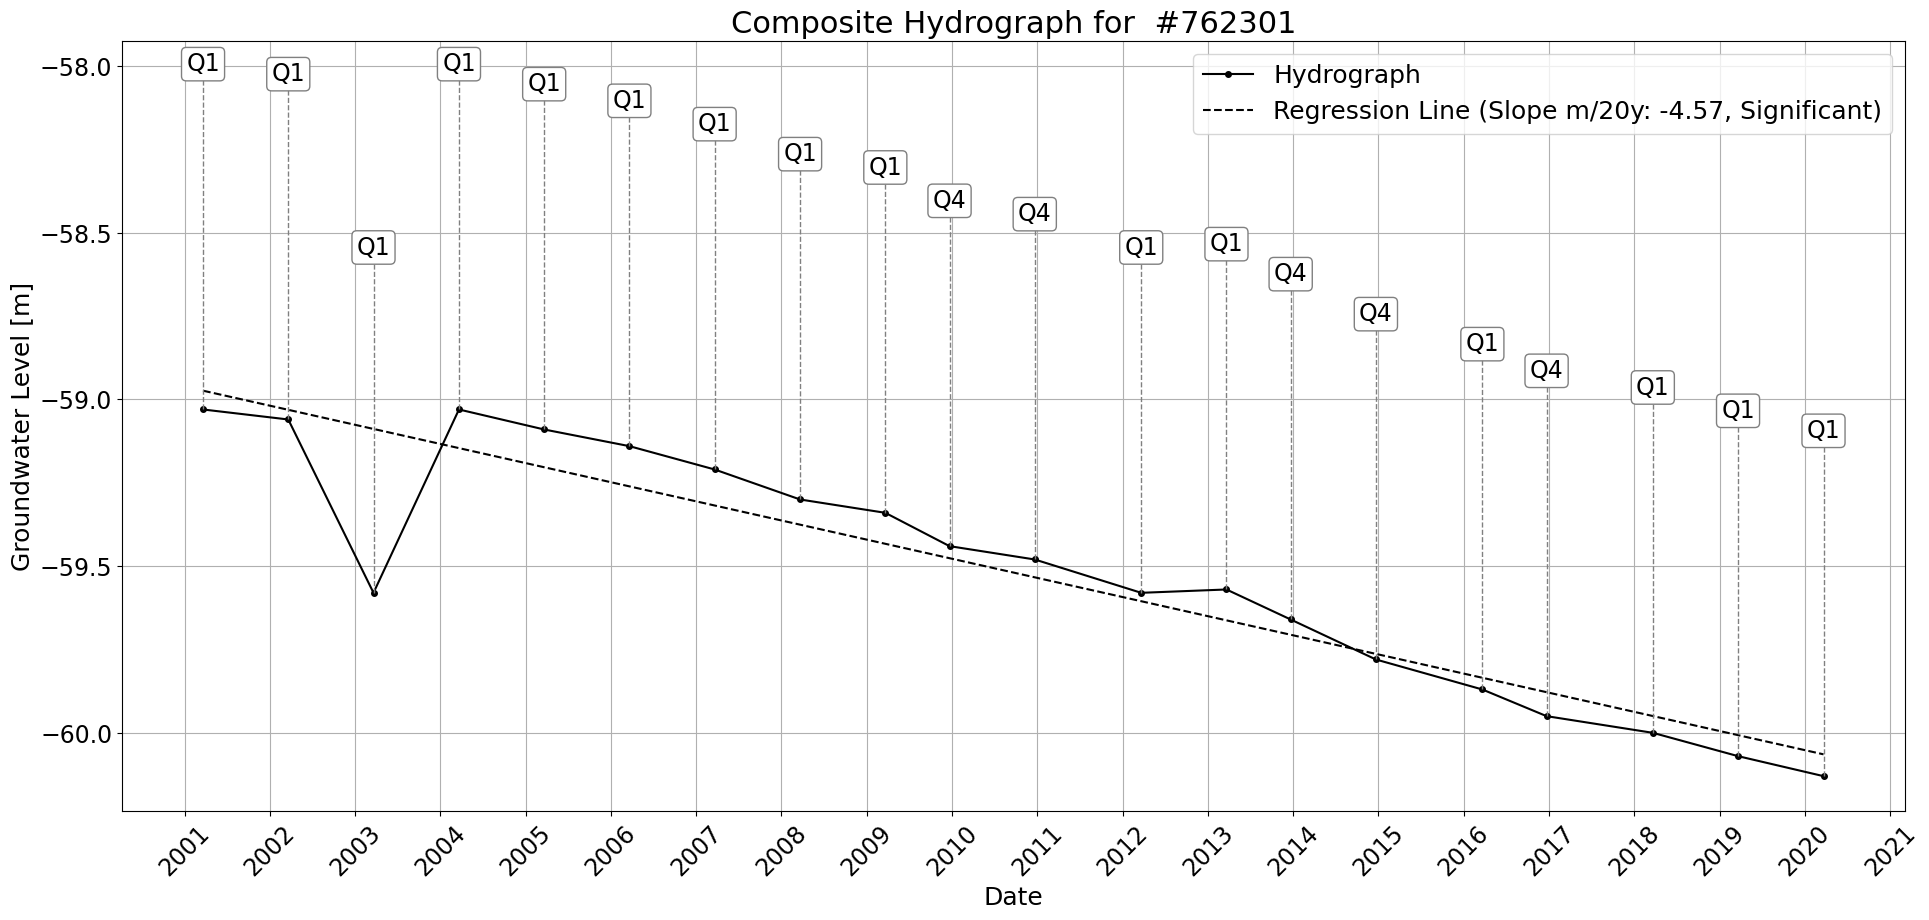 Composite Hydrograph for  #762301
Hydrograph
Regression Line (Slope m/20y: -4.57, Significant)
Q1
Q1
Q1
Q1
Q1
Q1
Q1
Q1
Q1
Q4
Q4
Q1
Q1
Q4
Q4
Q1
Q4
Q1
Q1
Q1
Groundwater Level [m]
−58.0
−58.5
−59.0
−59.5
−60.0
2001
2002
2003
2004
2005
2006
2007
2008
2009
2010
2011
2012
2013
2014
2015
2016
2017
2018
2019
2020
2021
Date